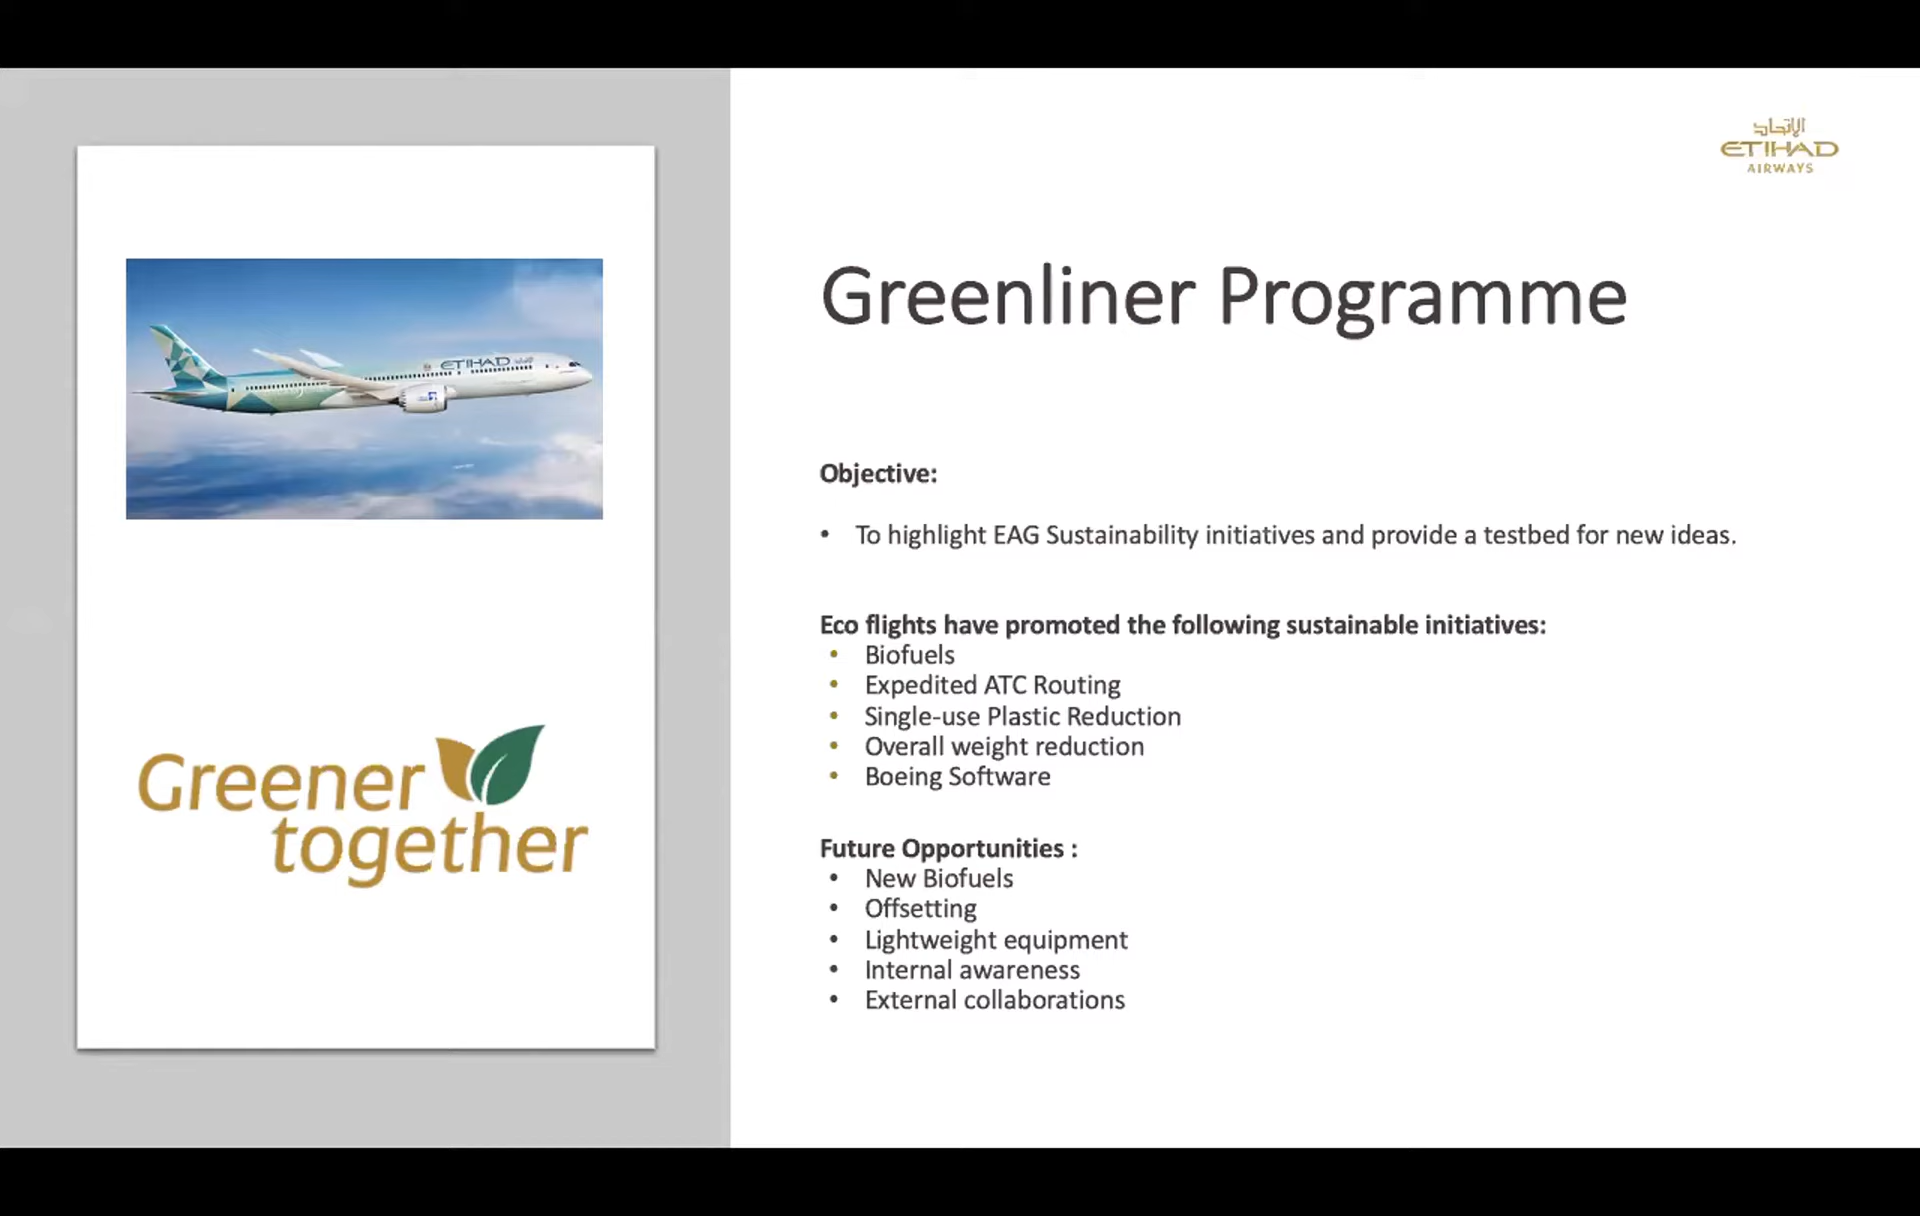 الإتحاد
ETIHAD
AIRWAYS
ETIHAD
Greener
together
Greenliner Programme
Objective:
• To highlight EAG Sustainability initiatives and provide a testbed for new ideas.
Eco flights have promoted the following sustainable initiatives:
• Biofuels
• Expedited ATC Routing
• Single-use Plastic Reduction
• Overall weight reduction
• Boeing Software
Future Opportunities :
• New Biofuels
• Offsetting
• Lightweight equipment
• Internal awareness
• External collaborations